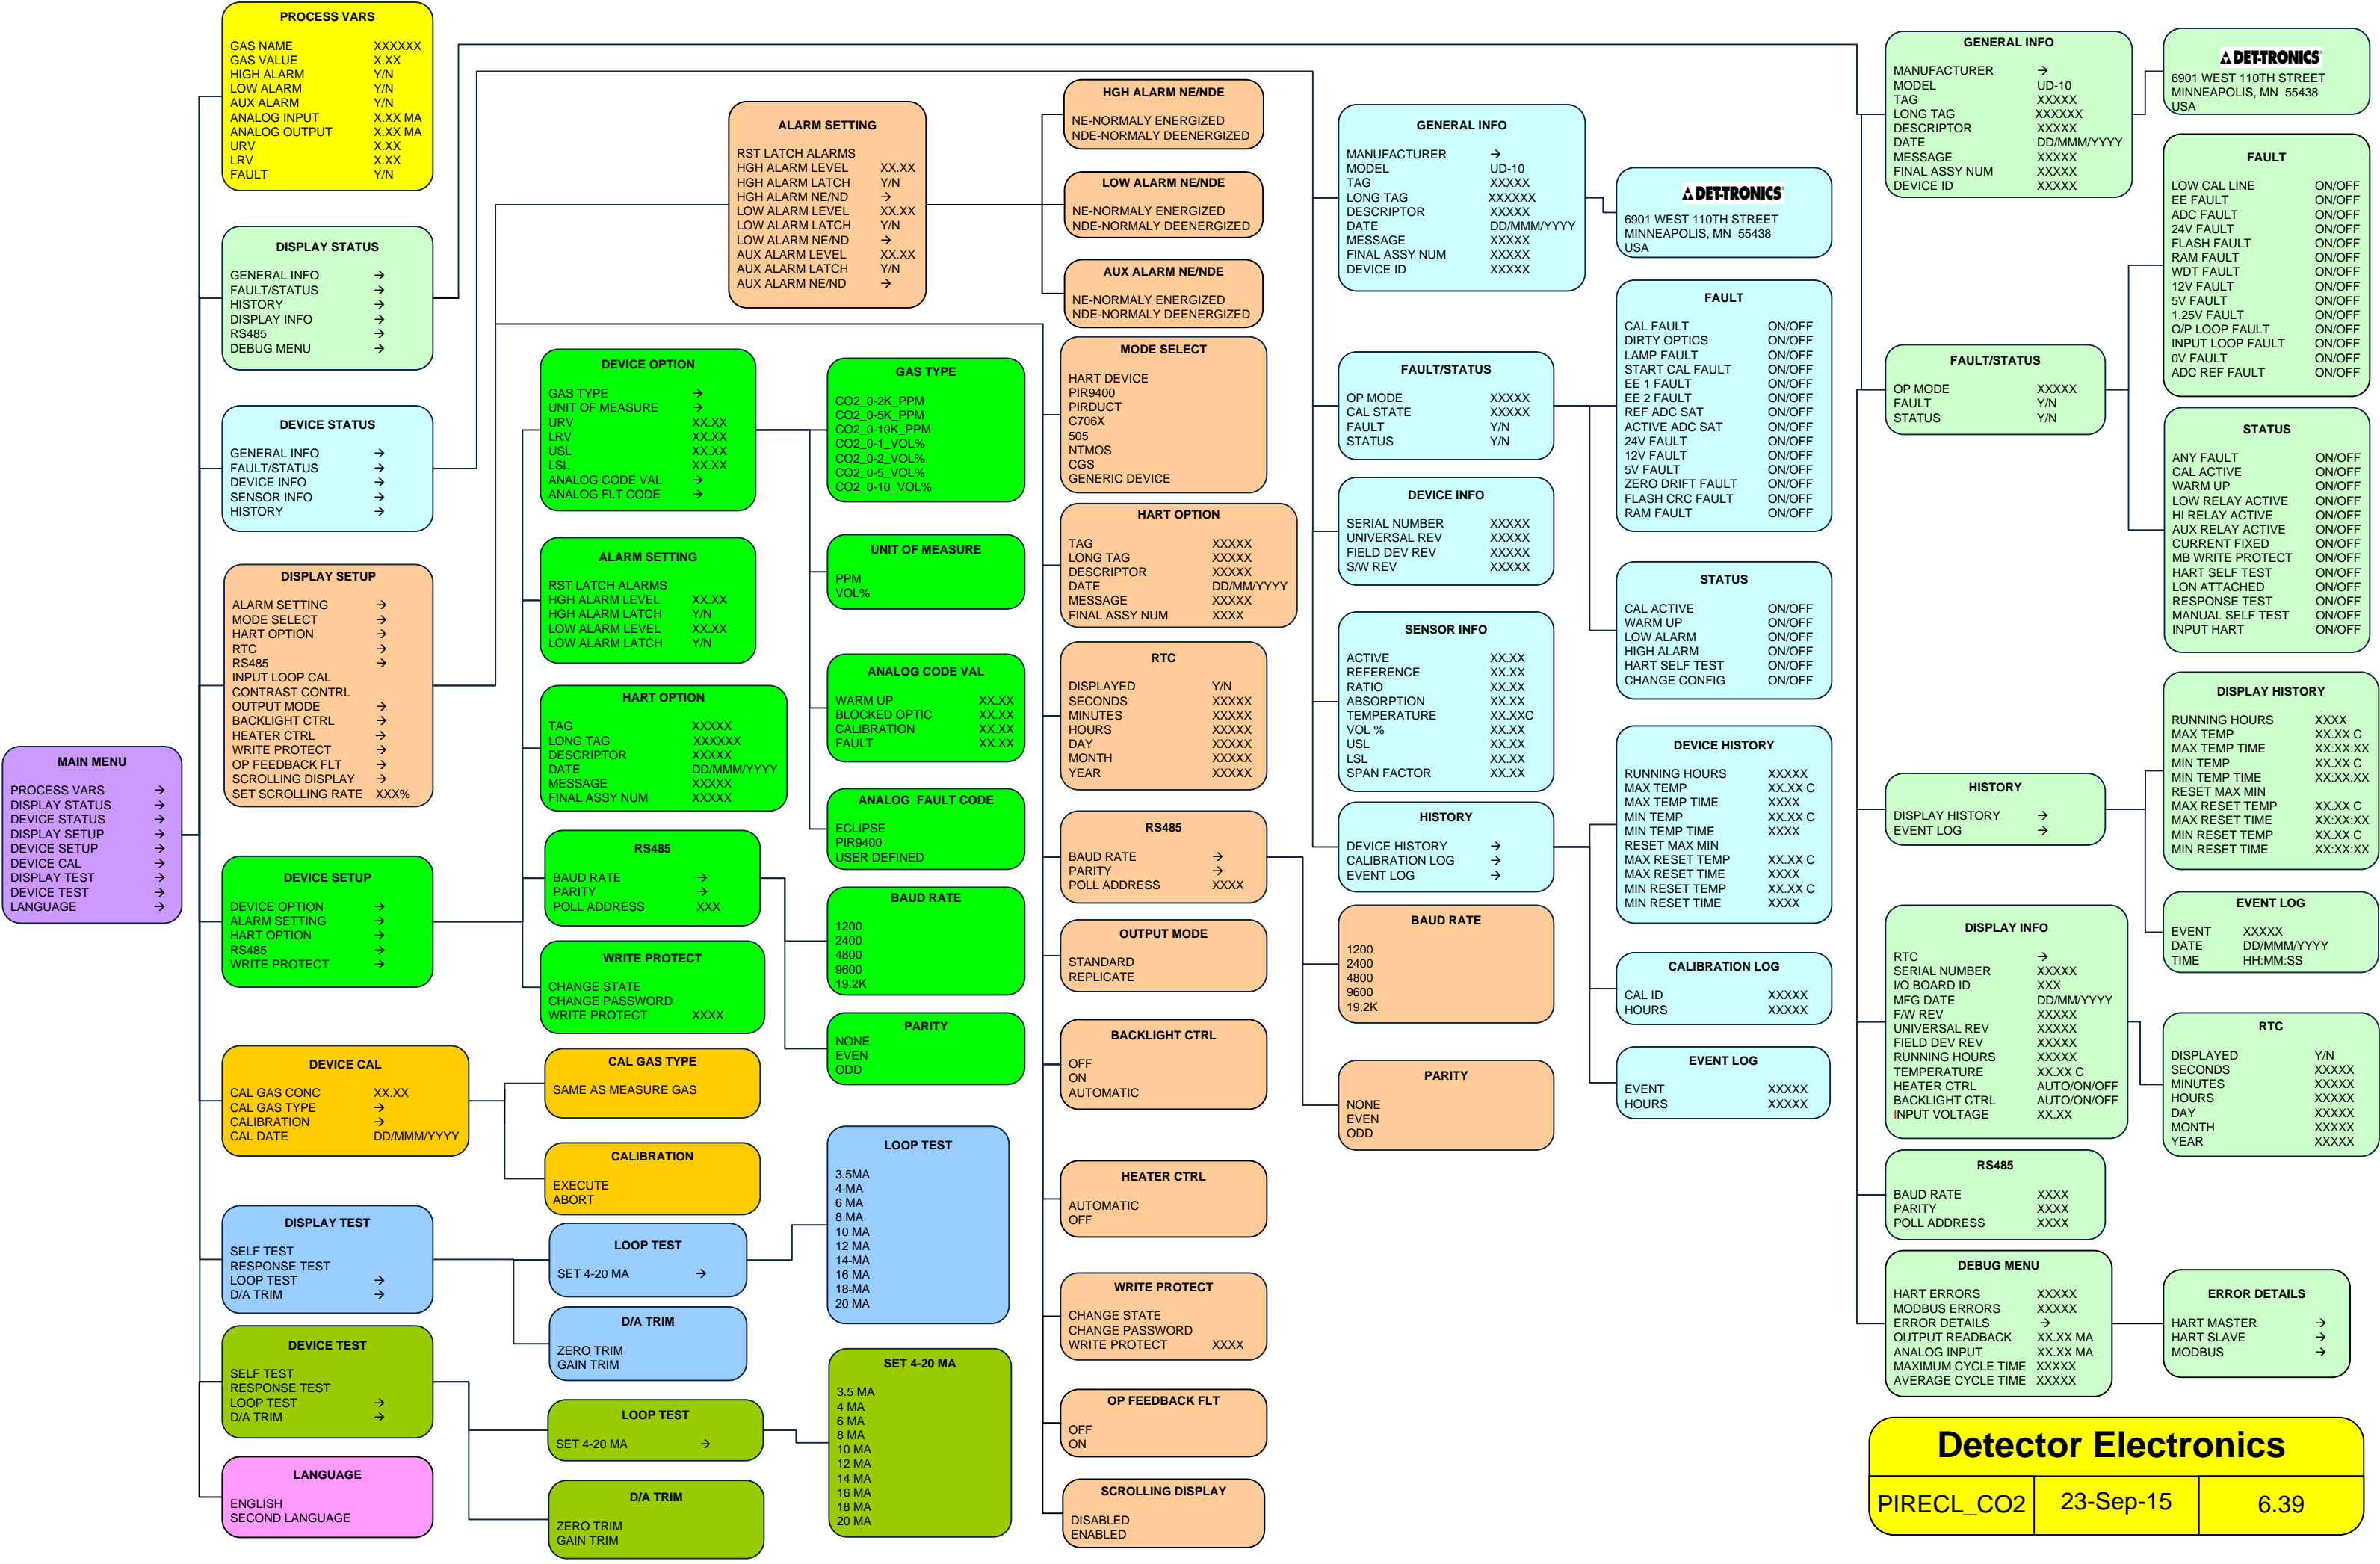 MAIN MENU
PROCESS VARS →
DISPLAY STATUS →
DEVICE STATUS →
DISPLAY SETUP →
DEVICE SETUP →
DEVICE CAL →
DISPLAY TEST →
DEVICE TEST →
LANGUAGE →
PROCESS VARS
GAS NAME XXXXXX
GAS VALUE X.XX
HIGH ALARM Y/N
LOW ALARM Y/N
AUX ALARM Y/N
ANALOG INPUT X.XX MA
ANALOG OUTPUT X.XX MA
URV X.XX
LRV X.XX
FAULT Y/N
DISPLAY STATUS
GENERAL INFO →
FAULT/STATUS →
HISTORY →
DISPLAY INFO →
RS485 →
DEBUG MENU →
DEVICE STATUS
GENERAL INFO →
FAULT/STATUS →
DEVICE INFO →
SENSOR INFO →
HISTORY →
DISPLAY SETUP
ALARM SETTING →
MODE SELECT →
HART OPTION →
RTC →
RS485 →
INPUT LOOP CAL
CONTRAST CONTRL
OUTPUT MODE →
BACKLIGHT CTRL →
HEATER CTRL →
WRITE PROTECT →
OP FEEDBACK FLT →
SCROLLING DISPLAY →
SET SCROLLING RATE XXX%
DEVICE SETUP
DEVICE OPTION →
ALARM SETTING →
HART OPTION →
RS485 →
WRITE PROTECT →
DEVICE CAL
CAL GAS CONC XX.XX
CAL GAS TYPE →
CALIBRATION →
CAL DATE DD/MMM/YYYY
DISPLAY TEST
SELF TEST
RESPONSE TEST
LOOP TEST →
D/A TRIM →
DEVICE TEST
SELF TEST
RESPONSE TEST
LOOP TEST →
D/A TRIM →
LANGUAGE
ENGLISH
SECOND LANGUAGE
DEVICE OPTION
GAS TYPE →
UNIT OF MEASURE →
URV XX.XX
LRV XX.XX
USL XX.XX
LSL XX.XX
ANALOG CODE VAL →
ANALOG FLT CODE →
ALARM SETTING
RST LATCH ALARMS
HGH ALARM LEVEL XX.XX
HGH ALARM LATCH Y/N
LOW ALARM LEVEL XX.XX
LOW ALARM LATCH Y/N
HART OPTION
TAG XXXXX
LONG TAG XXXXXX
DESCRIPTOR XXXXX
DATE DD/MMM/YYYY
MESSAGE XXXXX
FINAL ASSY NUM XXXXX
RS485
BAUD RATE →
PARITY →
POLL ADDRESS XXX
WRITE PROTECT
CHANGE STATE
CHANGE PASSWORD
WRITE PROTECT XXXX
CAL GAS TYPE
SAME AS MEASURE GAS
CALIBRATION
EXECUTE
ABORT
LOOP TEST
SET 4-20 MA →
D/A TRIM
ZERO TRIM
GAIN TRIM
LOOP TEST
SET 4-20 MA →
D/A TRIM
ZERO TRIM
GAIN TRIM
ALARM SETTING
RST LATCH ALARMS
HGH ALARM LEVEL XX.XX
HGH ALARM LATCH Y/N
HGH ALARM NE/ND →
LOW ALARM LEVEL XX.XX
LOW ALARM LATCH Y/N
LOW ALARM NE/ND →
AUX ALARM LEVEL XX.XX
AUX ALARM LATCH Y/N
AUX ALARM NE/ND →
GAS TYPE
CO2_0-2K_PPM
CO2_0-5K_PPM
CO2_0-10K_PPM
CO2_0-1_VOL%
CO2_0-2_VOL%
CO2_0-5_VOL%
CO2_0-10_VOL%
UNIT OF MEASURE
PPM
VOL%
ANALOG CODE VAL
WARM UP XX.XX
BLOCKED OPTIC XX.XX
CALIBRATION XX.XX
FAULT XX.XX
ANALOG FAULT CODE
ECLIPSE
PIR9400
USER DEFINED
BAUD RATE
1200
2400
4800
9600
19.2K
PARITY
NONE
EVEN
ODD
LOOP TEST
3.5MA
4-MA
6 MA
8 MA
10 MA
12 MA
14-MA
16-MA
18-MA
20 MA
SET 4-20 MA
3.5 MA
4 MA
6 MA
8 MA
10 MA
12 MA
14 MA
16 MA
18 MA
20 MA
HGH ALARM NE/NDE
NE-NORMALY ENERGIZED
NDE-NORMALY DEENERGIZED
LOW ALARM NE/NDE
NE-NORMALY ENERGIZED
NDE-NORMALY DEENERGIZED
AUX ALARM NE/NDE
NE-NORMALY ENERGIZED
NDE-NORMALY DEENERGIZED
MODE SELECT
HART DEVICE
PIR9400
PIRDUCT
C706X
505
NTMOS
CGS
GENERIC DEVICE
HART OPTION
TAG XXXXX
LONG TAG XXXXX
DESCRIPTOR XXXXX
DATE DD/MM/YYYY
MESSAGE XXXXX
FINAL ASSY NUM XXXX
RTC
DISPLAYED Y/N
SECONDS XXXXX
MINUTES XXXXX
HOURS XXXXX
DAY XXXXX
MONTH XXXXX
YEAR XXXXX
RS485
BAUD RATE →
PARITY →
POLL ADDRESS XXXX
OUTPUT MODE
STANDARD
REPLICATE
BACKLIGHT CTRL
OFF
ON
AUTOMATIC
HEATER CTRL
AUTOMATIC
OFF
WRITE PROTECT
CHANGE STATE
CHANGE PASSWORD
WRITE PROTECT XXXX
OP FEEDBACK FLT
OFF
ON
SCROLLING DISPLAY
DISABLED
ENABLED
GENERAL INFO
MANUFACTURER →
MODEL UD-10
TAG XXXXX
LONG TAG XXXXXX
DESCRIPTOR XXXXX
DATE DD/MMM/YYYY
MESSAGE XXXXX
FINAL ASSY NUM XXXXX
DEVICE ID XXXXX
FAULT/STATUS
OP MODE XXXXX
CAL STATE XXXXX
FAULT Y/N
STATUS Y/N
DEVICE INFO
SERIAL NUMBER XXXXX
UNIVERSAL REV XXXXX
FIELD DEV REV XXXXX
S/W REV XXXXX
SENSOR INFO
ACTIVE XX.XX
REFERENCE XX.XX
RATIO XX.XX
ABSORPTION XX.XX
TEMPERATURE XX.XXC
VOL % XX.XX
USL XX.XX
LSL XX.XX
SPAN FACTOR XX.XX
HISTORY
DEVICE HISTORY →
CALIBRATION LOG →
EVENT LOG →
BAUD RATE
1200
2400
4800
9600
19.2K
PARITY
NONE
EVEN
ODD
DET-TRONICS
6901 WEST 110TH STREET
MINNEAPOLIS, MN 55438
USA
FAULT
CAL FAULT ON/OFF
DIRTY OPTICS ON/OFF
LAMP FAULT ON/OFF
START CAL FAULT ON/OFF
EE 1 FAULT ON/OFF
EE 2 FAULT ON/OFF
REF ADC SAT ON/OFF
ACTIVE ADC SAT ON/OFF
24V FAULT ON/OFF
12V FAULT ON/OFF
5V FAULT ON/OFF
ZERO DRIFT FAULT ON/OFF
FLASH CRC FAULT ON/OFF
RAM FAULT ON/OFF
STATUS
CAL ACTIVE ON/OFF
WARM UP ON/OFF
LOW ALARM ON/OFF
HIGH ALARM ON/OFF
HART SELF TEST ON/OFF
CHANGE CONFIG ON/OFF
DEVICE HISTORY
RUNNING HOURS XXXXX
MAX TEMP XX.XX C
MAX TEMP TIME XXXX
MIN TEMP XX.XX C
MIN TEMP TIME XXXX
RESET MAX MIN
MAX RESET TEMP XX.XX C
MAX RESET TIME XXXX
MIN RESET TEMP XX.XX C
MIN RESET TIME XXXX
CALIBRATION LOG
CAL ID XXXXX
HOURS XXXXX
EVENT LOG
EVENT XXXXX
HOURS XXXXX
GENERAL INFO
MANUFACTURER →
MODEL UD-10
TAG XXXXX
LONG TAG XXXXXX
DESCRIPTOR XXXXX
DATE DD/MMM/YYYY
MESSAGE XXXXX
FINAL ASSY NUM XXXXX
DEVICE ID XXXXX
FAULT/STATUS
OP MODE XXXXX
FAULT Y/N
STATUS Y/N
HISTORY
DISPLAY HISTORY →
EVENT LOG →
DISPLAY INFO
RTC →
SERIAL NUMBER XXXXX
I/O BOARD ID XXX
MFG DATE DD/MM/YYYY
F/W REV XXXXX
UNIVERSAL REV XXXXX
FIELD DEV REV XXXXX
RUNNING HOURS XXXXX
TEMPERATURE XX.XX C
HEATER CTRL AUTO/ON/OFF
BACKLIGHT CTRL AUTO/ON/OFF
INPUT VOLTAGE XX.XX
RS485
BAUD RATE XXXX
PARITY XXXX
POLL ADDRESS XXXX
DEBUG MENU
HART ERRORS XXXXX
MODBUS ERRORS XXXXX
ERROR DETAILS →
OUTPUT READBACK XX.XX MA
ANALOG INPUT XX.XX MA
MAXIMUM CYCLE TIME XXXXX
AVERAGE CYCLE TIME XXXXX
DET-TRONICS
6901 WEST 110TH STREET
MINNEAPOLIS, MN 55438
USA
FAULT
LOW CAL LINE ON/OFF
EE FAULT ON/OFF
ADC FAULT ON/OFF
24V FAULT ON/OFF
FLASH FAULT ON/OFF
RAM FAULT ON/OFF
WDT FAULT ON/OFF
12V FAULT ON/OFF
5V FAULT ON/OFF
1.25V FAULT ON/OFF
O/P LOOP FAULT ON/OFF
INPUT LOOP FAULT ON/OFF
0V FAULT ON/OFF
ADC REF FAULT ON/OFF
STATUS
ANY FAULT ON/OFF
CAL ACTIVE ON/OFF
WARM UP ON/OFF
LOW RELAY ACTIVE ON/OFF
HI RELAY ACTIVE ON/OFF
AUX RELAY ACTIVE ON/OFF
CURRENT FIXED ON/OFF
MB WRITE PROTECT ON/OFF
HART SELF TEST ON/OFF
LON ATTACHED ON/OFF
RESPONSE TEST ON/OFF
MANUAL SELF TEST ON/OFF
INPUT HART ON/OFF
DISPLAY HISTORY
RUNNING HOURS XXXX
MAX TEMP XX.XX C
MAX TEMP TIME XX:XX:XX
MIN TEMP XX.XX C
MIN TEMP TIME XX:XX:XX
RESET MAX MIN
MAX RESET TEMP XX.XX C
MAX RESET TIME XX:XX:XX
MIN RESET TEMP XX.XX C
MIN RESET TIME XX:XX:XX
EVENT LOG
EVENT XXXXX
DATE DD/MMM/YYYY
TIME HH:MM:SS
RTC
DISPLAYED Y/N
SECONDS XXXXX
MINUTES XXXXX
HOURS XXXXX
DAY XXXXX
MONTH XXXXX
YEAR XXXXX
ERROR DETAILS
HART MASTER →
HART SLAVE →
MODBUS →
Detector Electronics
PIRECL_CO2 23-Sep-15 6.39